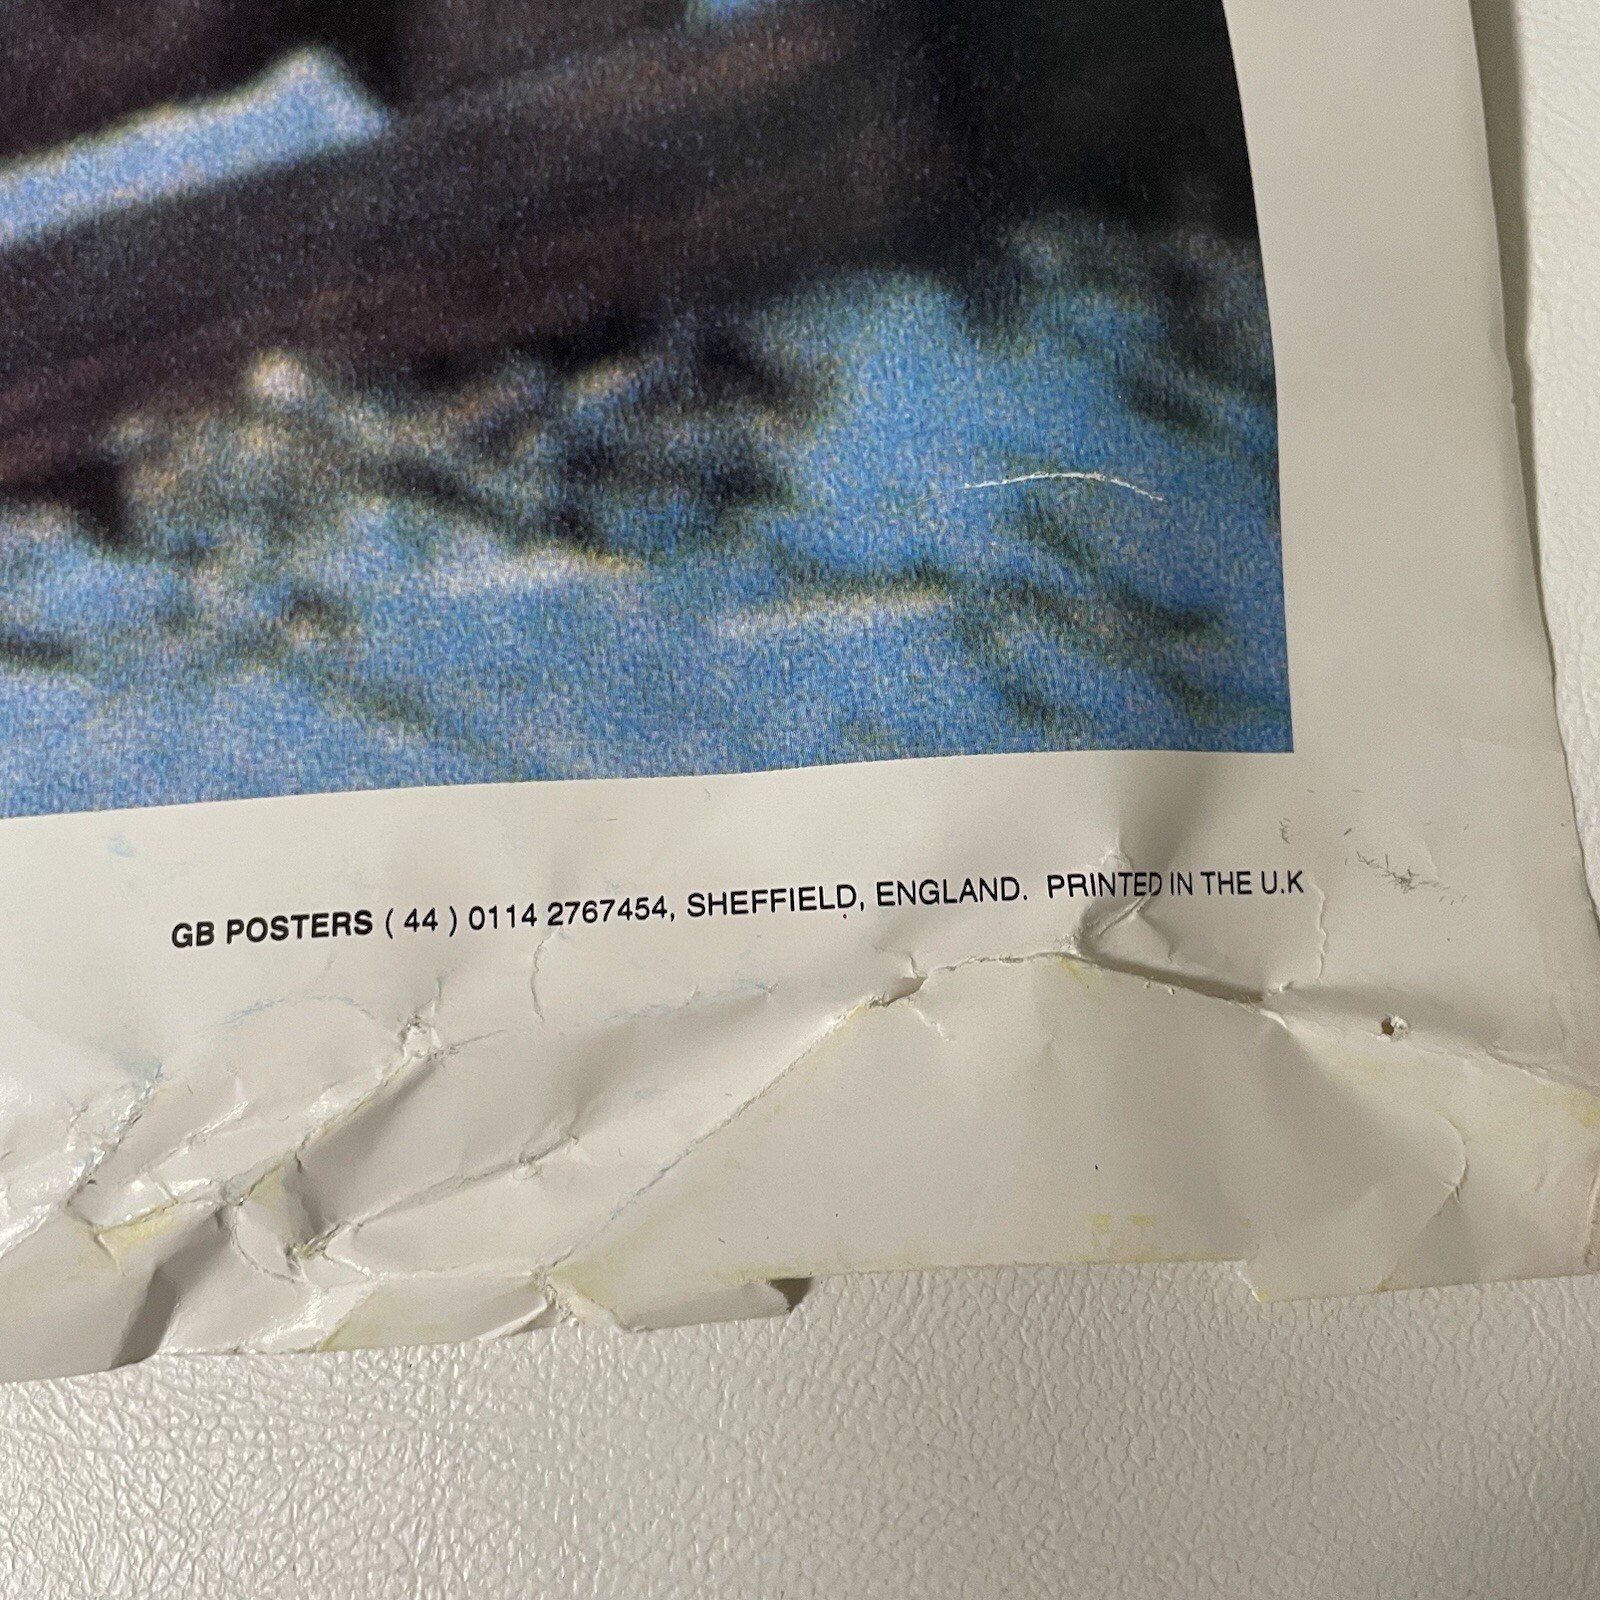 GB POSTERS ( 44 ) 0114 2767454, SHEFFIELD, ENGLAND. PRINTED IN THE U.K